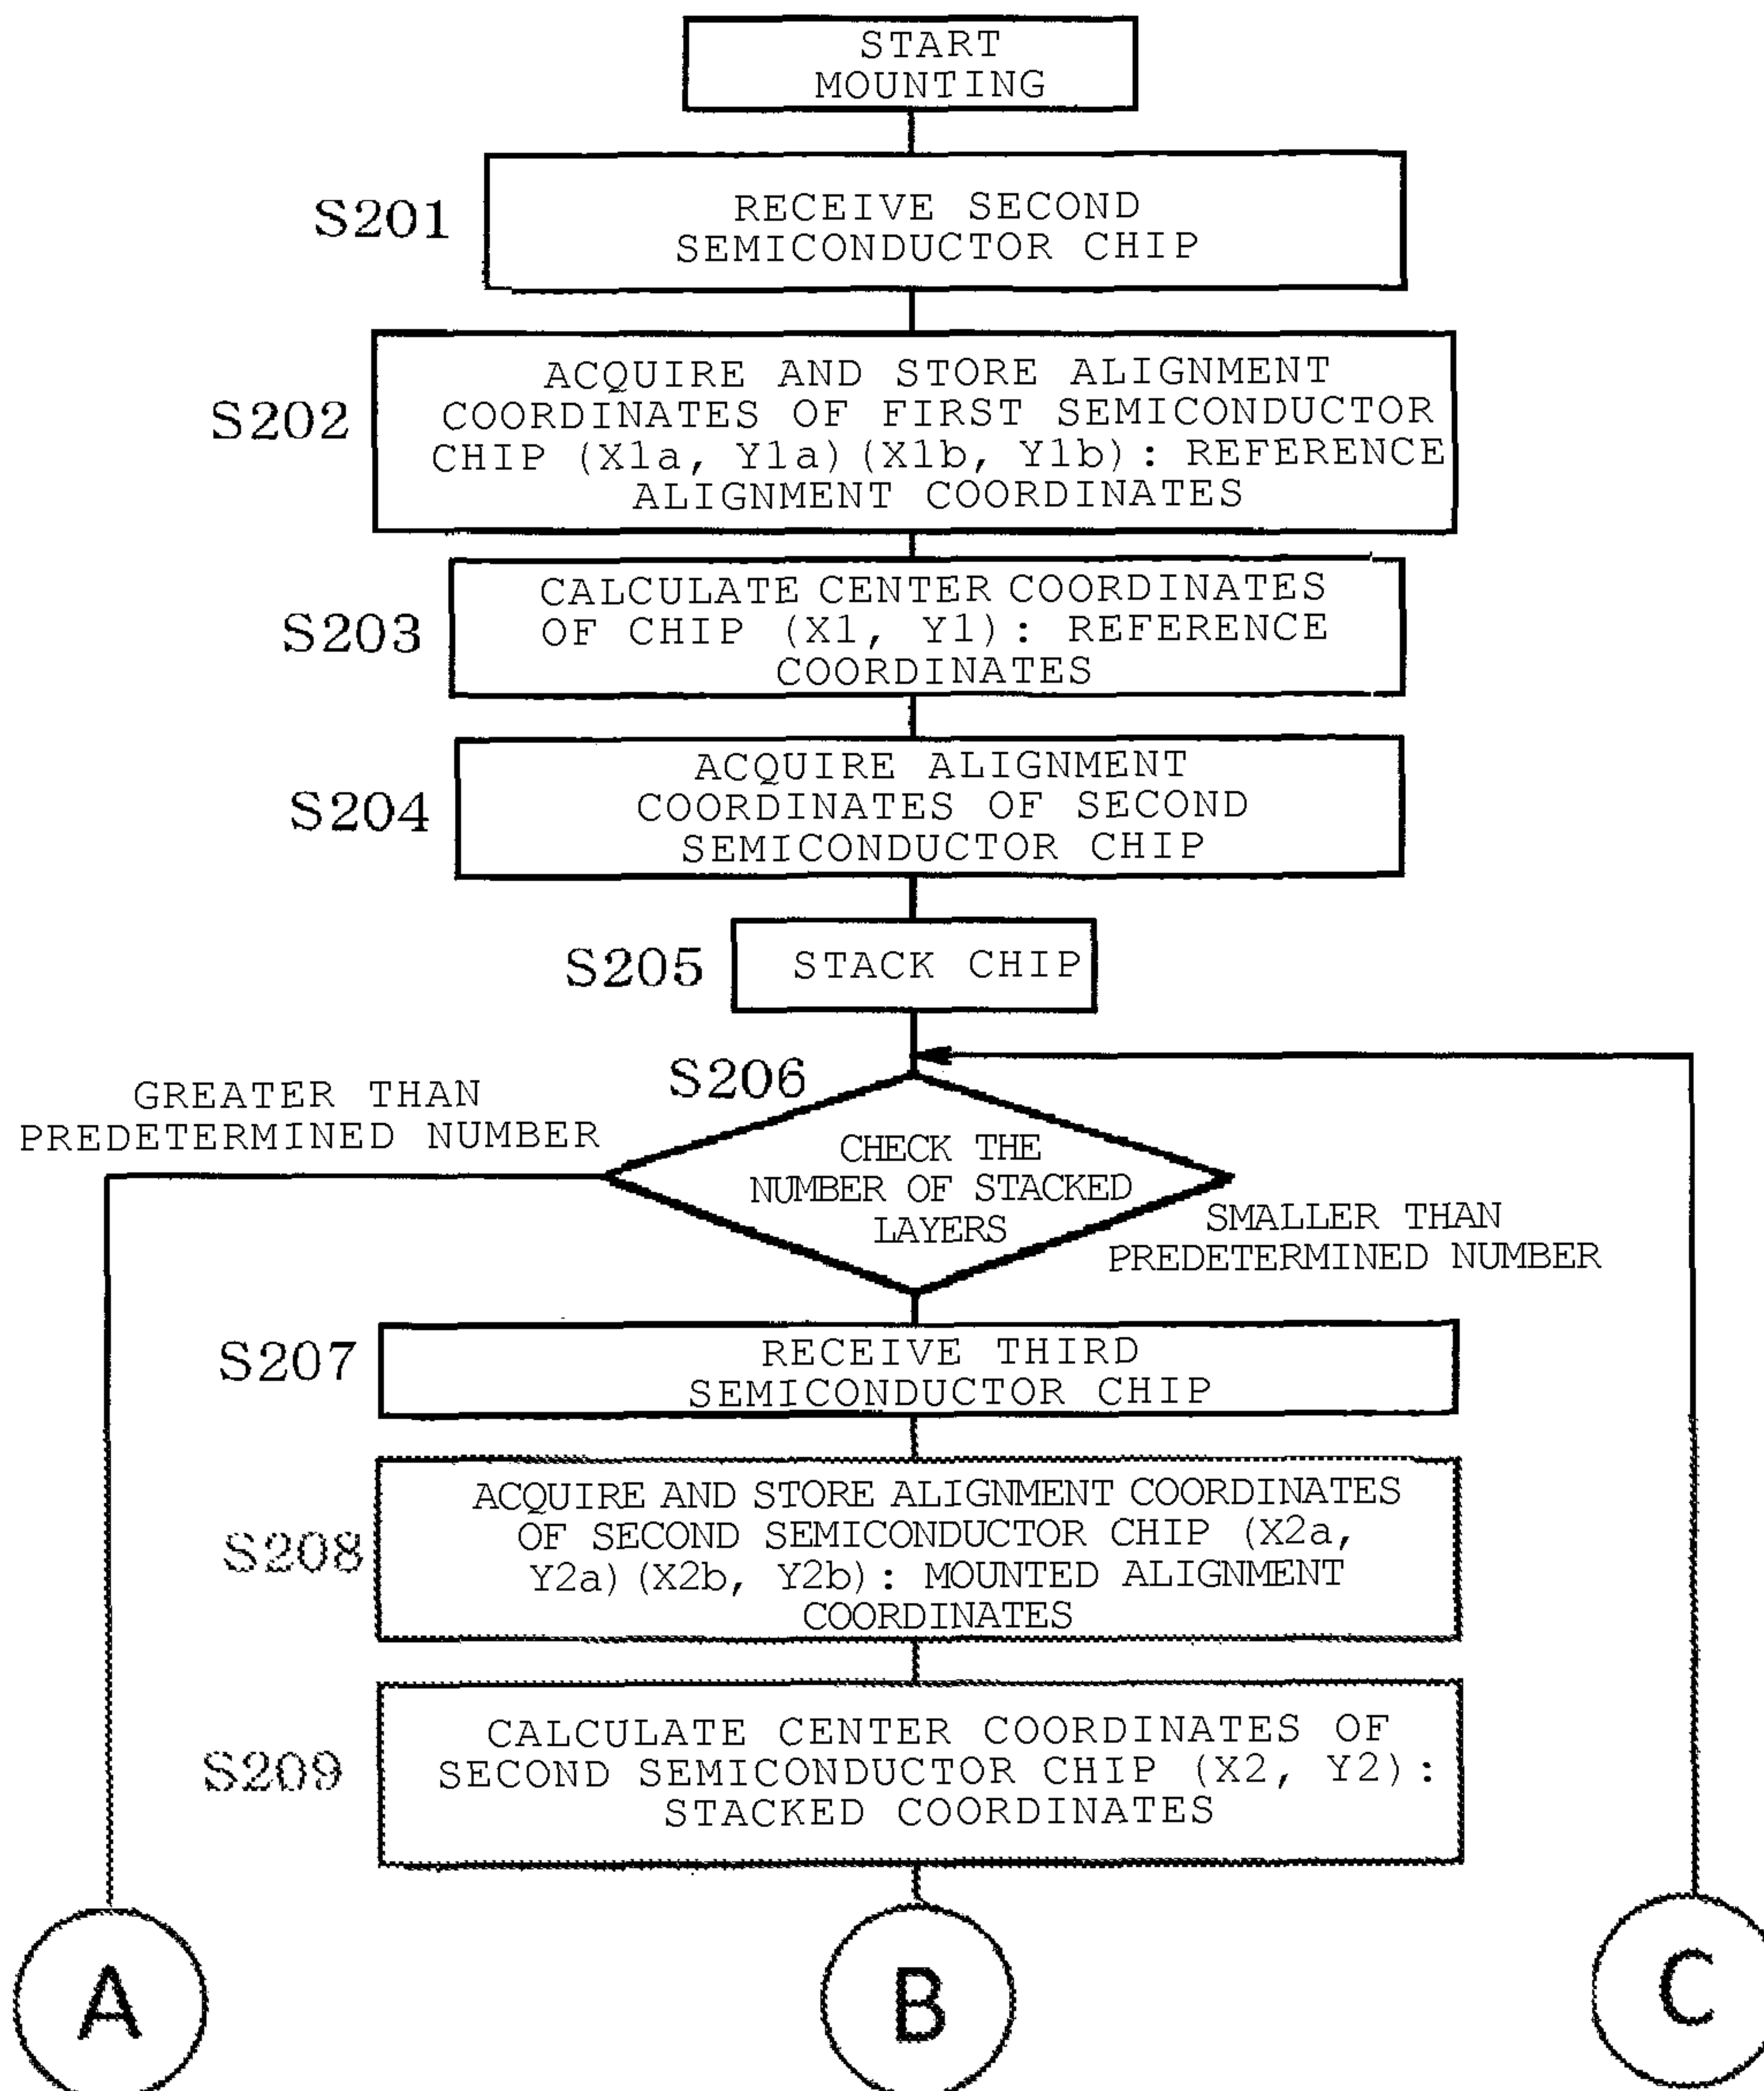 START
MOUNTING
S201
RECEIVE SECOND
SEMICONDUCTOR CHIP
S202
ACQUIRE AND STORE ALIGNMENT
COORDINATES OF FIRST SEMICONDUCTOR
CHIP (X1a, Y1a)(X1b, Y1b): REFERENCE
ALIGNMENT COORDINATES
S203
CALCULATE CENTER COORDINATES
OF CHIP (X1, Y1): REFERENCE
COORDINATES
S204
ACQUIRE ALIGNMENT
COORDINATES OF SECOND
SEMICONDUCTOR CHIP
S205
STACK CHIP
S206
GREATER THAN
PREDETERMINED NUMBER
CHECK THE
NUMBER OF STACKED
LAYERS
SMALLER THAN
PREDETERMINED NUMBER
S207
RECEIVE THIRD
SEMICONDUCTOR CHIP
S208
ACQUIRE AND STORE ALIGNMENT COORDINATES
OF SECOND SEMICONDUCTOR CHIP (X2a,
Y2a)(X2b, Y2b): MOUNTED ALIGNMENT
COORDINATES
S209
CALCULATE CENTER COORDINATES OF
SECOND SEMICONDUCTOR CHIP (X2, Y2):
STACKED COORDINATES
A
B
C